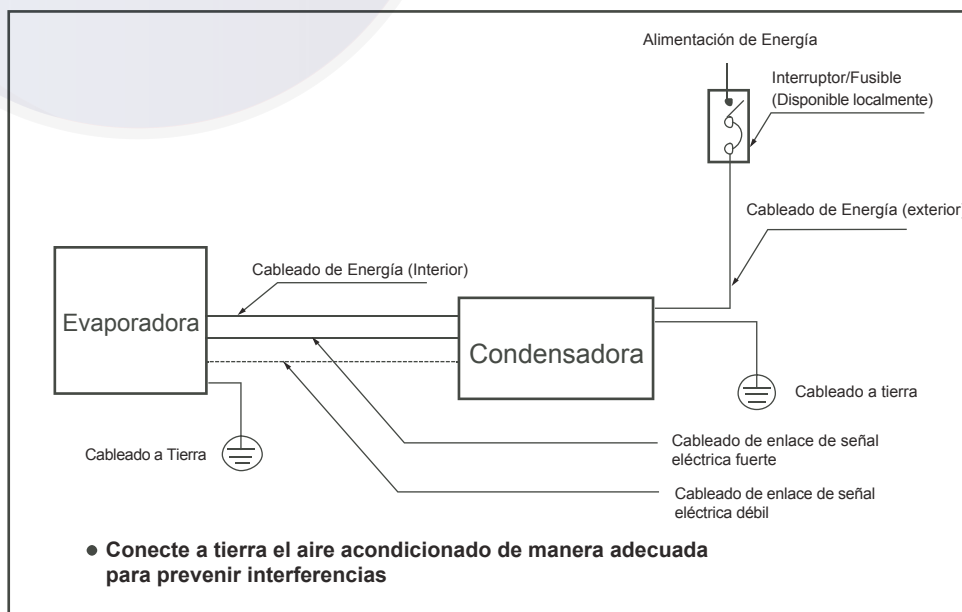 Alimentación de Energía
Interruptor/Fusible
(Disponible localmente)
Cableado de Energía (exterior
Cableado de Energía (Interior)
Evaporadora
Condensadora
Cableado a tierra
Cableado a Tierra
Cableado de enlace de señal
eléctrica fuerte
Cableado de enlace de señal
eléctrica débil
● Conecte a tierra el aire acondicionado de manera adecuada
para prevenir interferencias